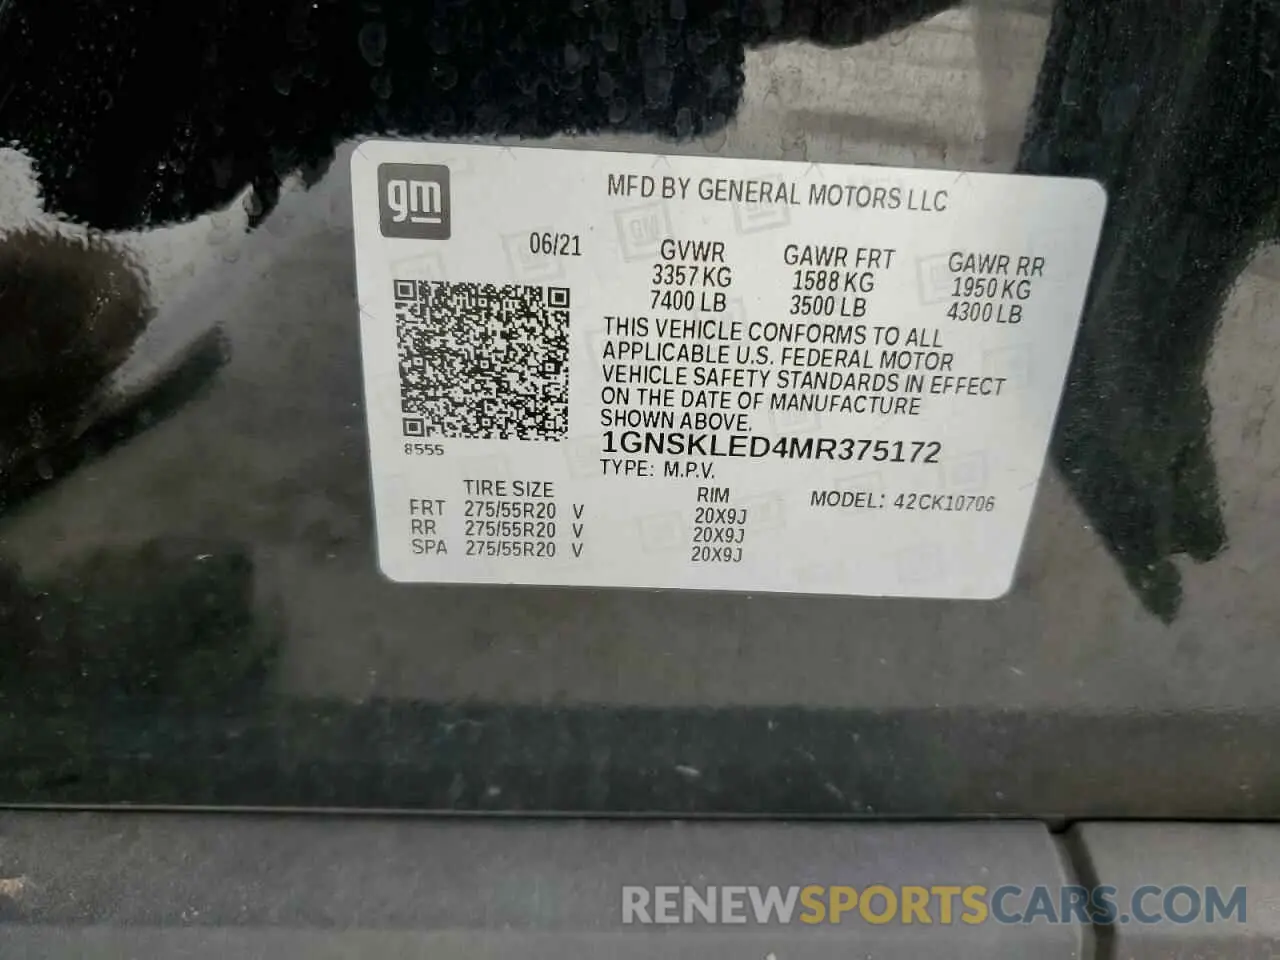 gm
MFD BY GENERAL MOTORS LLC
06/21
GVWR GAWR FRT GAWR RR
3357 KG 1588 KG 1950 KG
7400 LB 3500 LB 4300 LB
THIS VEHICLE CONFORMS TO ALL
APPLICABLE U.S. FEDERAL MOTOR
VEHICLE SAFETY STANDARDS IN EFFECT
ON THE DATE OF MANUFACTURE
SHOWN ABOVE.
8555
1GNSKLED4MR375172
TYPE: M.P.V.
TIRE SIZE RIM MODEL: 42CK10706
FRT 275/55R20 V 20X9J
RR 275/55R20 V 20X9J
SPA 275/55R20 V 20X9J
RENEWSPORTSCARS.COM